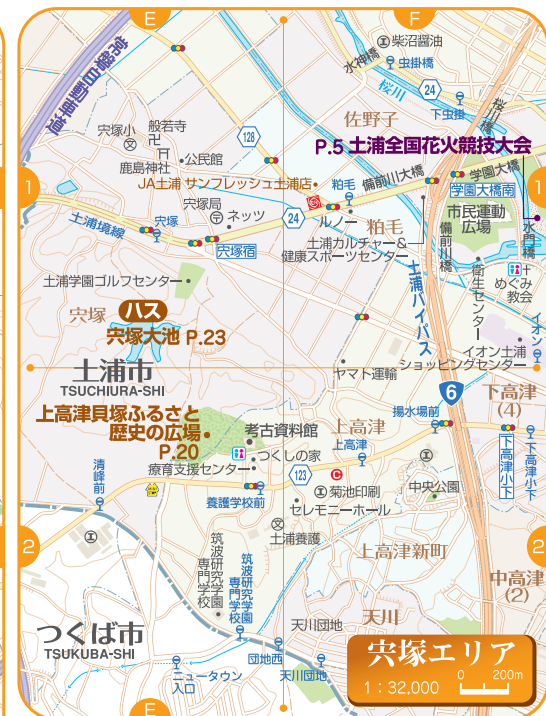 E
F
柴沼醤油
水神橋
虫掛橋
桜川
24
下虫掛
桜川橋
常磐自動車道
佐野子
宍塚小
般若寺
128
鹿島神社
公民館
P.5 土浦全国花火競技大会
JA土浦 サンフレッシュ土浦店
粕毛
備前川大橋
学園大橋
学園大橋南
1
1
宍塚局
ネッツ
24
ルノー
粕毛
市民運動
広場
土浦境線
宍塚
宍塚宿
土浦カルチャー&
健康スポーツセンター
備前川橋
水門橋
土浦学園ゴルフセンター
土浦バイパス
衛生センター
めぐみ
教会
宍塚
ハス
宍塚大池 P.23
イオン
イオン土浦
ショッピングセンター
ヤマト運輸
土浦市
TSUCHIURA-SHI
6
下高津
(4)
上高津貝塚ふるさと
歴史の広場
P.20
揚水場前
考古資料館
上高津
上高津
つくしの家
療育支援センター
下高津小下
下高津小下
清峰前
123
C
菊池印刷
中央公園
養護学校前
セレモニーホール
2
2
土浦養護
上高津新町
筑波研究学園
専門学校
筑波研究学園
専門学校
中高津
(2)
つくば市
TSUKUBA-SHI
天川団地
天川
団地西
ニュータウン
入口
天川団地
宍塚エリア
1:32,000
0 200m
E